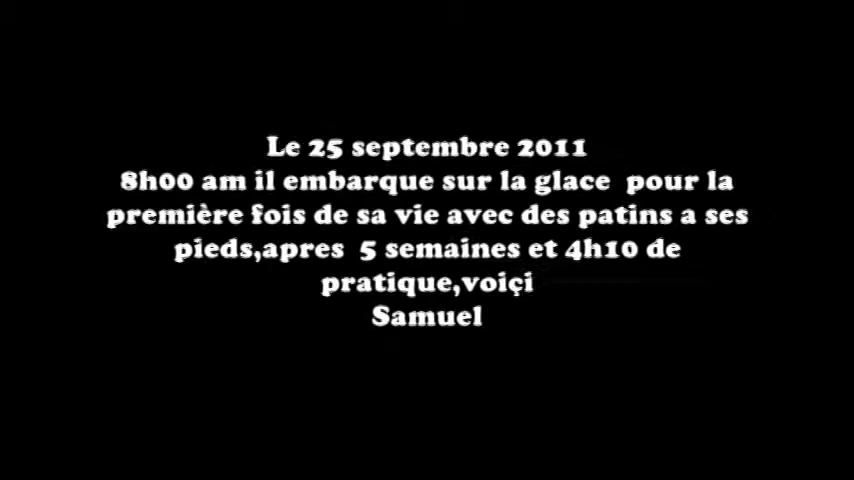 Le 25 septembre 2011
8h00 am il embarque sur la glace  pour la
première fois de sa vie avec des patins a ses
pieds,apres  5 semaines et 4h10 de
pratique,voiçi
Samuel